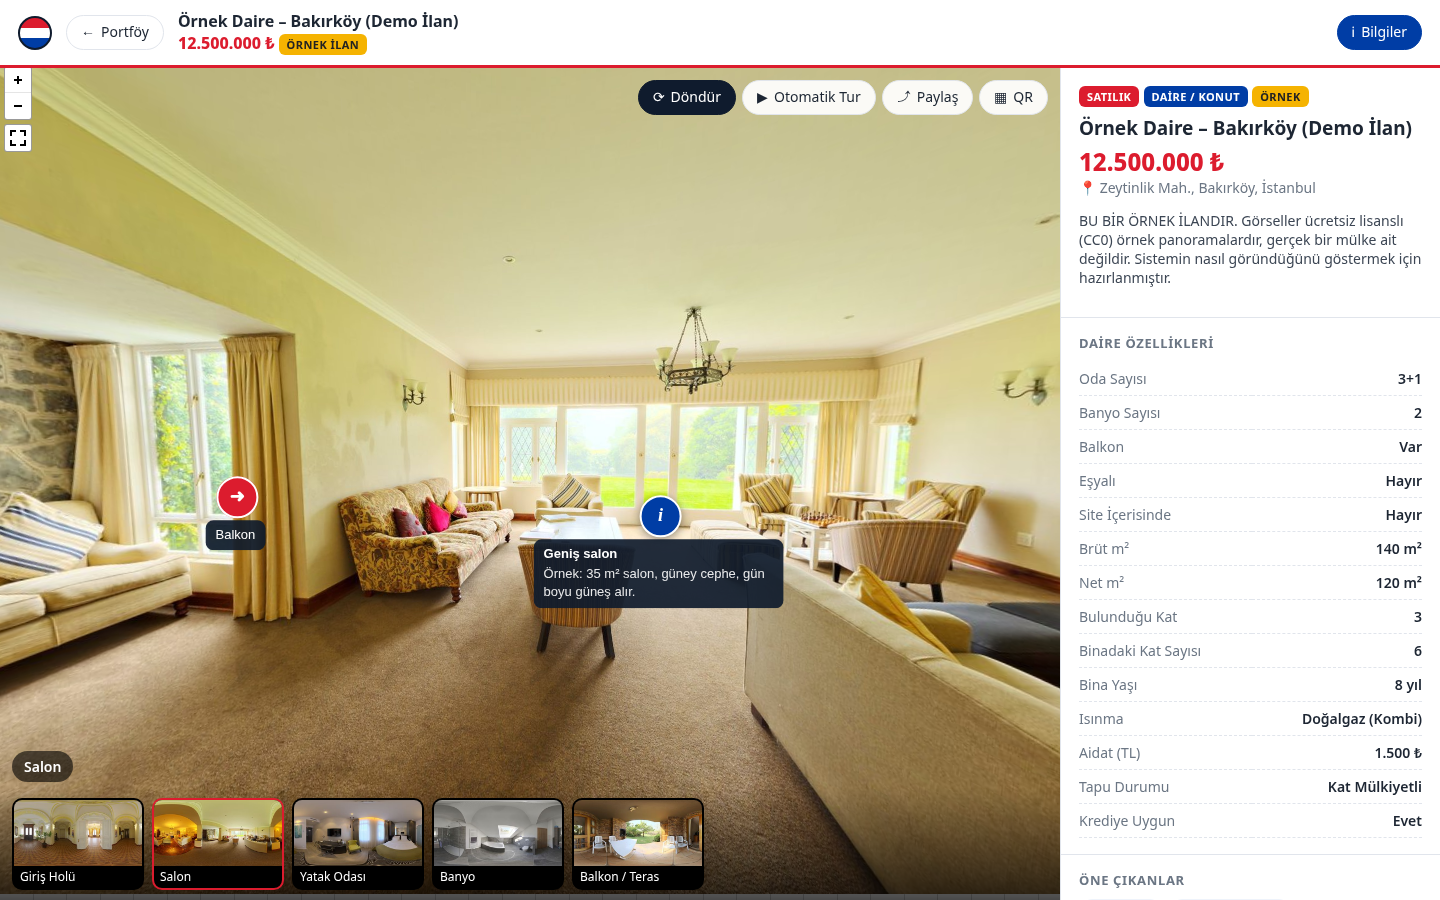 ← Portföy
Örnek Daire – Bakırköy (Demo İlan)
12.500.000 ₺ ÖRNEK İLAN
i Bilgiler
+
−
⟳ Döndür
▶ Otomatik Tur
⤴ Paylaş
▦ QR
➜
Balkon
i
Geniş salon
Örnek: 35 m² salon, güney cephe, gün
boyu güneş alır.
Salon
Giriş Holü
Salon
Yatak Odası
Banyo
Balkon / Teras
SATILIK DAİRE / KONUT ÖRNEK
Örnek Daire – Bakırköy (Demo İlan)
12.500.000 ₺
📍 Zeytinlik Mah., Bakırköy, İstanbul
BU BİR ÖRNEK İLANDIR. Görseller ücretsiz lisanslı
(CC0) örnek panoramalardır, gerçek bir mülke ait
değildir. Sistemin nasıl göründüğünü göstermek için
hazırlanmıştır.
DAİRE ÖZELLİKLERİ
Oda Sayısı 3+1
Banyo Sayısı 2
Balkon Var
Eşyalı Hayır
Site İçerisinde Hayır
Brüt m² 140 m²
Net m² 120 m²
Bulunduğu Kat 3
Binadaki Kat Sayısı 6
Bina Yaşı 8 yıl
Isınma Doğalgaz (Kombi)
Aidat (TL) 1.500 ₺
Tapu Durumu Kat Mülkiyetli
Krediye Uygun Evet
ÖNE ÇIKANLAR